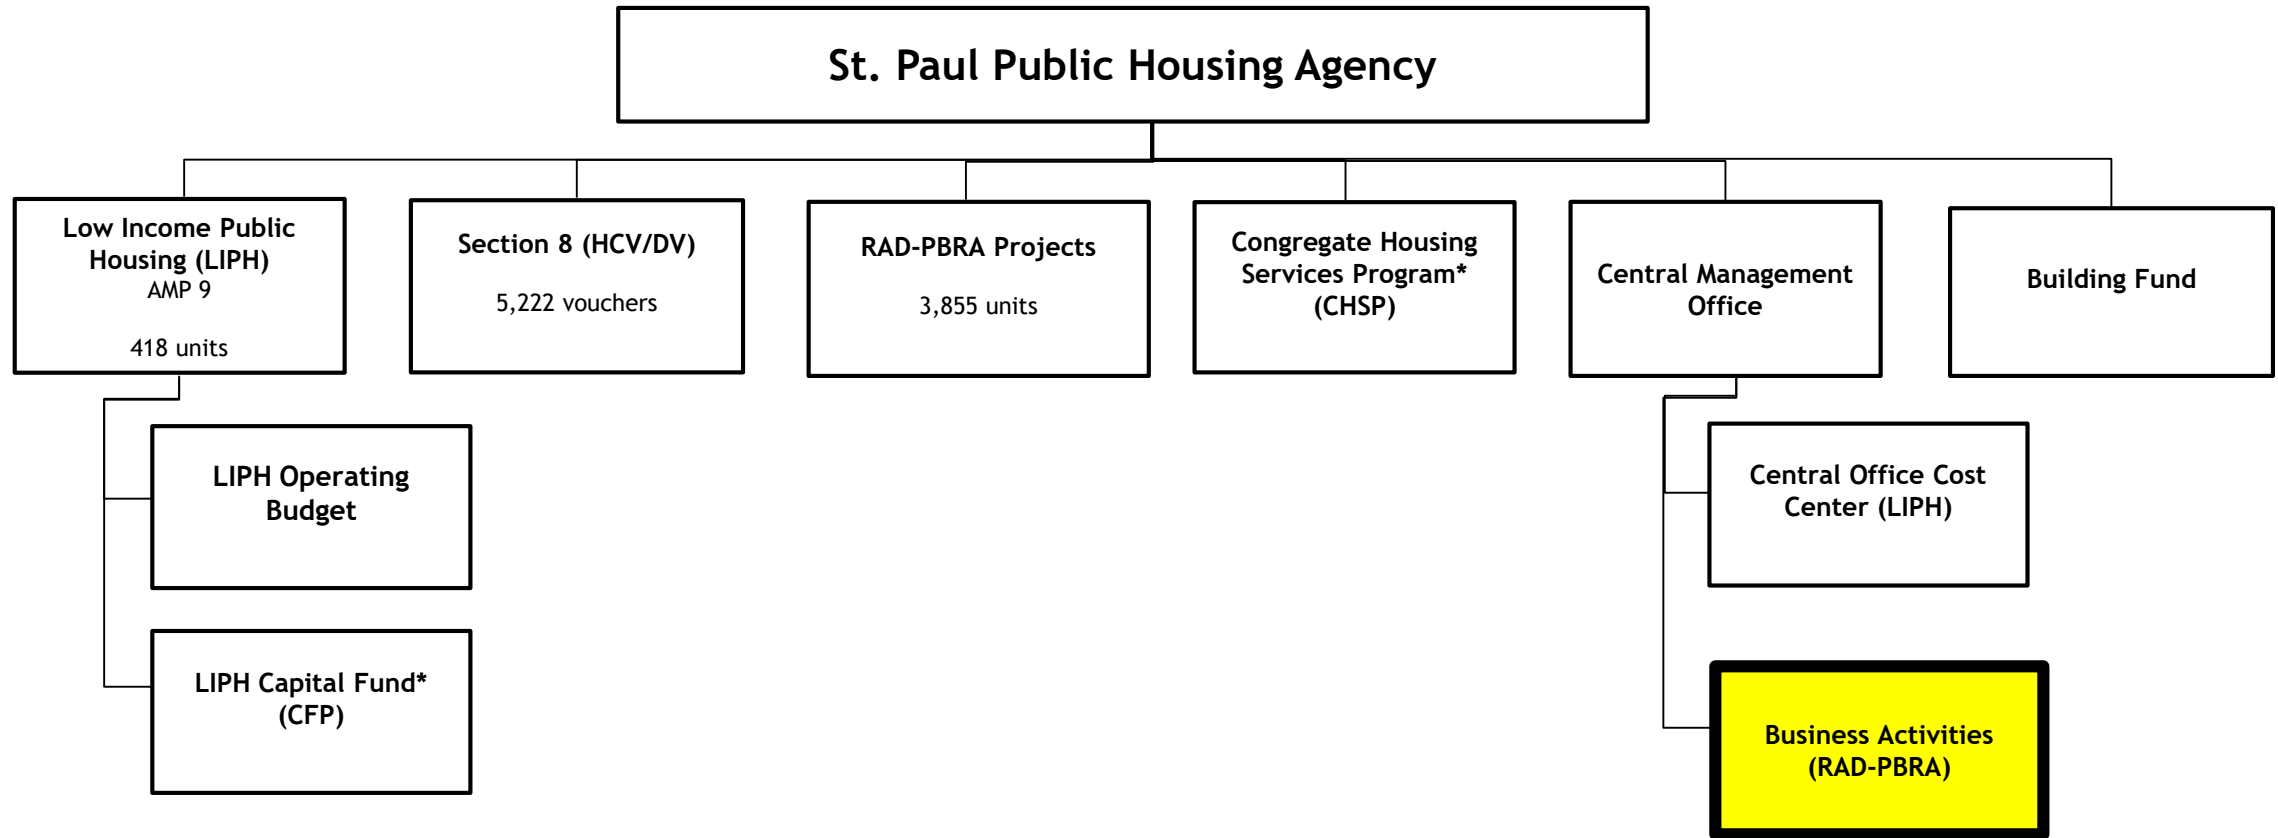 St. Paul Public Housing Agency
Low Income Public
Housing (LIPH)
AMP 9
418 units
Section 8 (HCV/DV)
5,222 vouchers
RAD-PBRA Projects
3,855 units
Congregate Housing
Services Program*
(CHSP)
Central Management
Office
Building Fund
LIPH Operating
Budget
LIPH Capital Fund*
(CFP)
Central Office Cost
Center (LIPH)
Business Activities
(RAD-PBRA)